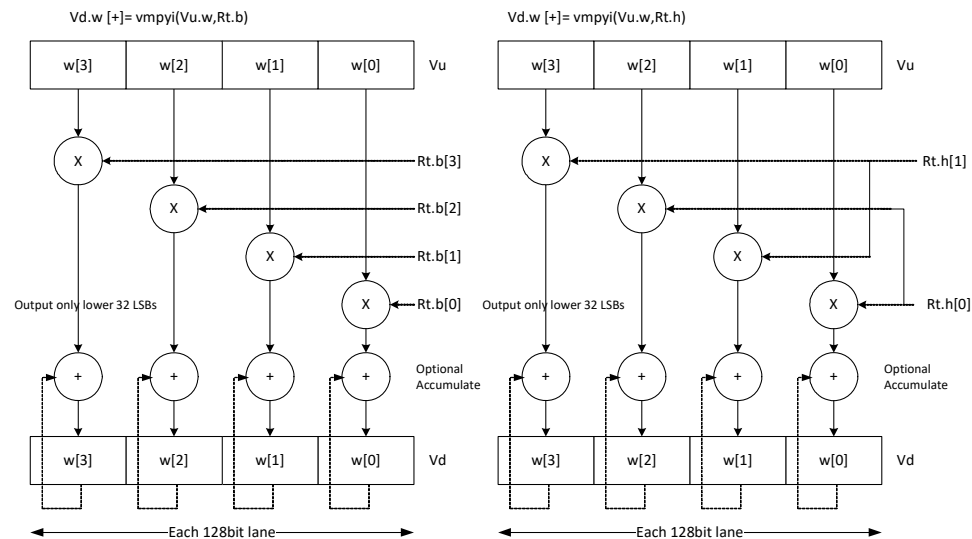 Vd.w [+]= vmpyi(Vu.w,Rt.b)
w[3] w[2] w[1] w[0] Vu
X
Rt.b[3]
X
Rt.b[2]
X
Rt.b[1]
X
Rt.b[0]
Output only lower 32 LSBs
+ + + +
Optional
Accumulate
w[3] w[2] w[1] w[0] Vd
Each 128bit lane
Vd.w [+]= vmpyi(Vu.w,Rt.h)
w[3] w[2] w[1] w[0] Vu
X
Rt.h[1]
X
X
X
Rt.h[0]
Output only lower 32 LSBs
+ + + +
Optional
Accumulate
w[3] w[2] w[1] w[0] Vd
Each 128bit lane